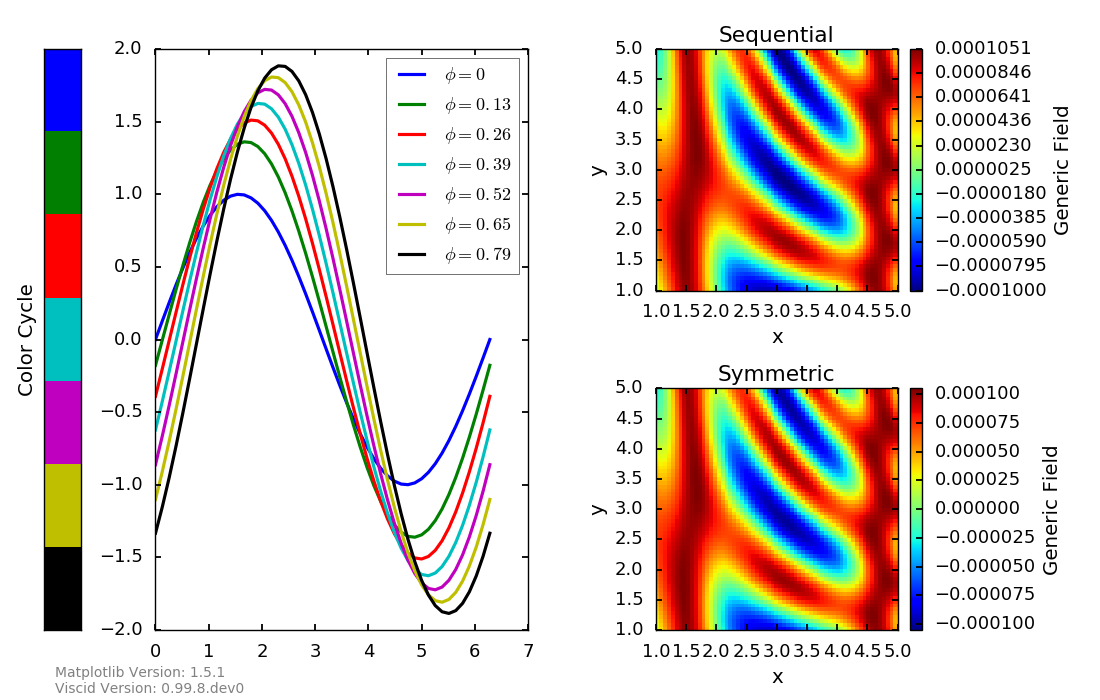 Color Cycle
2.0
1.5
1.0
0.5
0.0
−0.5
−1.0
−1.5
−2.0
0 1 2 3 4 5 6 7
ϕ = 0
ϕ = 0.13
ϕ = 0.26
ϕ = 0.39
ϕ = 0.52
ϕ = 0.65
ϕ = 0.79
Matplotlib Version: 1.5.1
Viscid Version: 0.99.8.dev0
Sequential
y
5.0
4.5
4.0
3.5
3.0
2.5
2.0
1.5
1.0
1.0 1.5 2.0 2.5 3.0 3.5 4.0 4.5 5.0
x
0.0001051
0.0000846
0.0000641
0.0000436
0.0000230
0.0000025
−0.0000180
−0.0000385
−0.0000590
−0.0000795
−0.0001000
Generic Field
Symmetric
y
5.0
4.5
4.0
3.5
3.0
2.5
2.0
1.5
1.0
1.0 1.5 2.0 2.5 3.0 3.5 4.0 4.5 5.0
x
0.000100
0.000075
0.000050
0.000025
0.000000
−0.000025
−0.000050
−0.000075
−0.000100
Generic Field